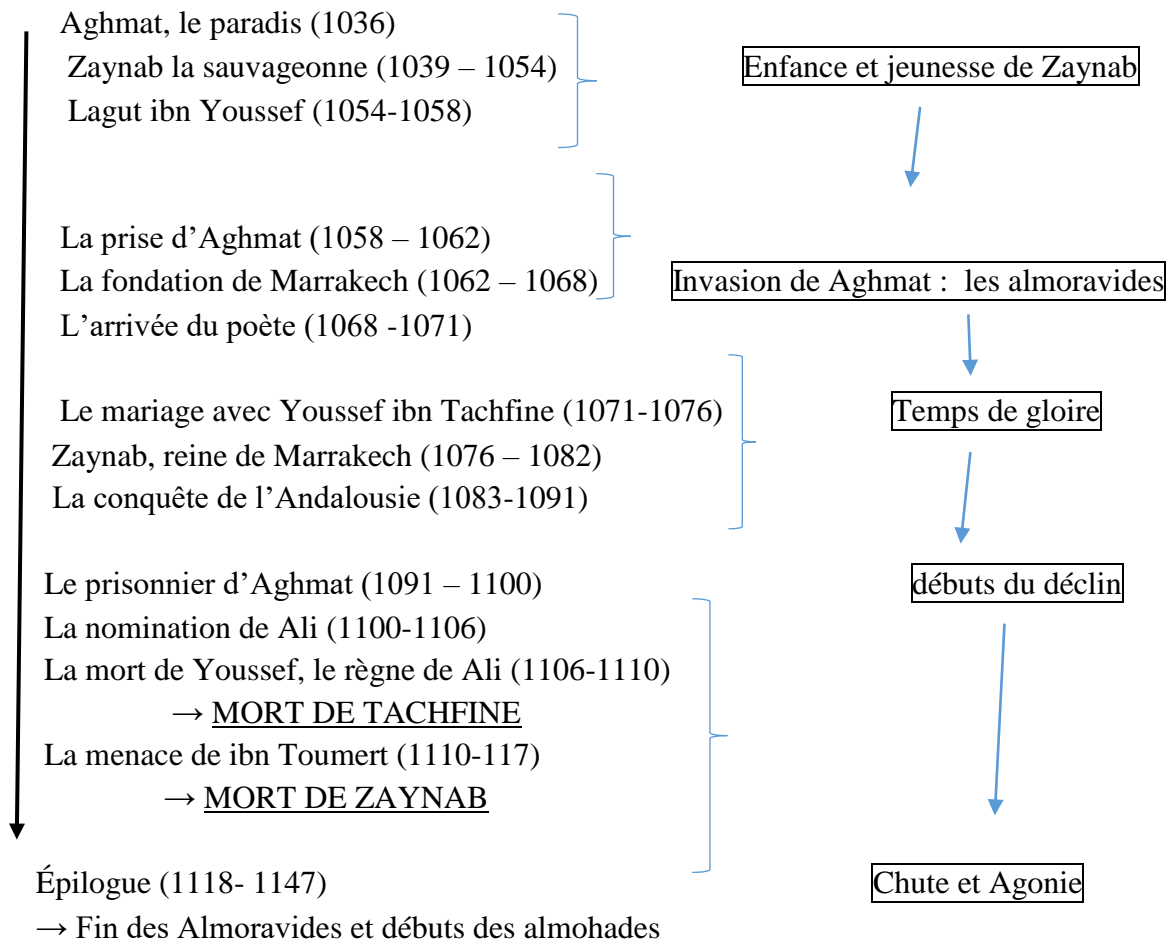 Aghmat, le paradis (1036)
Zaynab la sauvageonne (1039 – 1054)
Enfance et jeunesse de Zaynab
Lagut ibn Youssef (1054-1058)
La prise d’Aghmat (1058 – 1062)
La fondation de Marrakech (1062 – 1068)
Invasion de Aghmat : les almoravides
L’arrivée du poète (1068 -1071)
Le mariage avec Youssef ibn Tachfine (1071-1076)
Temps de gloire
Zaynab, reine de Marrakech (1076 – 1082)
La conquête de l’Andalousie (1083-1091)
Le prisonnier d’Aghmat (1091 – 1100)
débuts du déclin
La nomination de Ali (1100-1106)
La mort de Youssef, le règne de Ali (1106-1110)
→ MORT DE TACHFINE
La menace de ibn Toumert (1110-117)
→ MORT DE ZAYNAB
Épilogue (1118- 1147)
Chute et Agonie
→ Fin des Almoravides et débuts des almohades